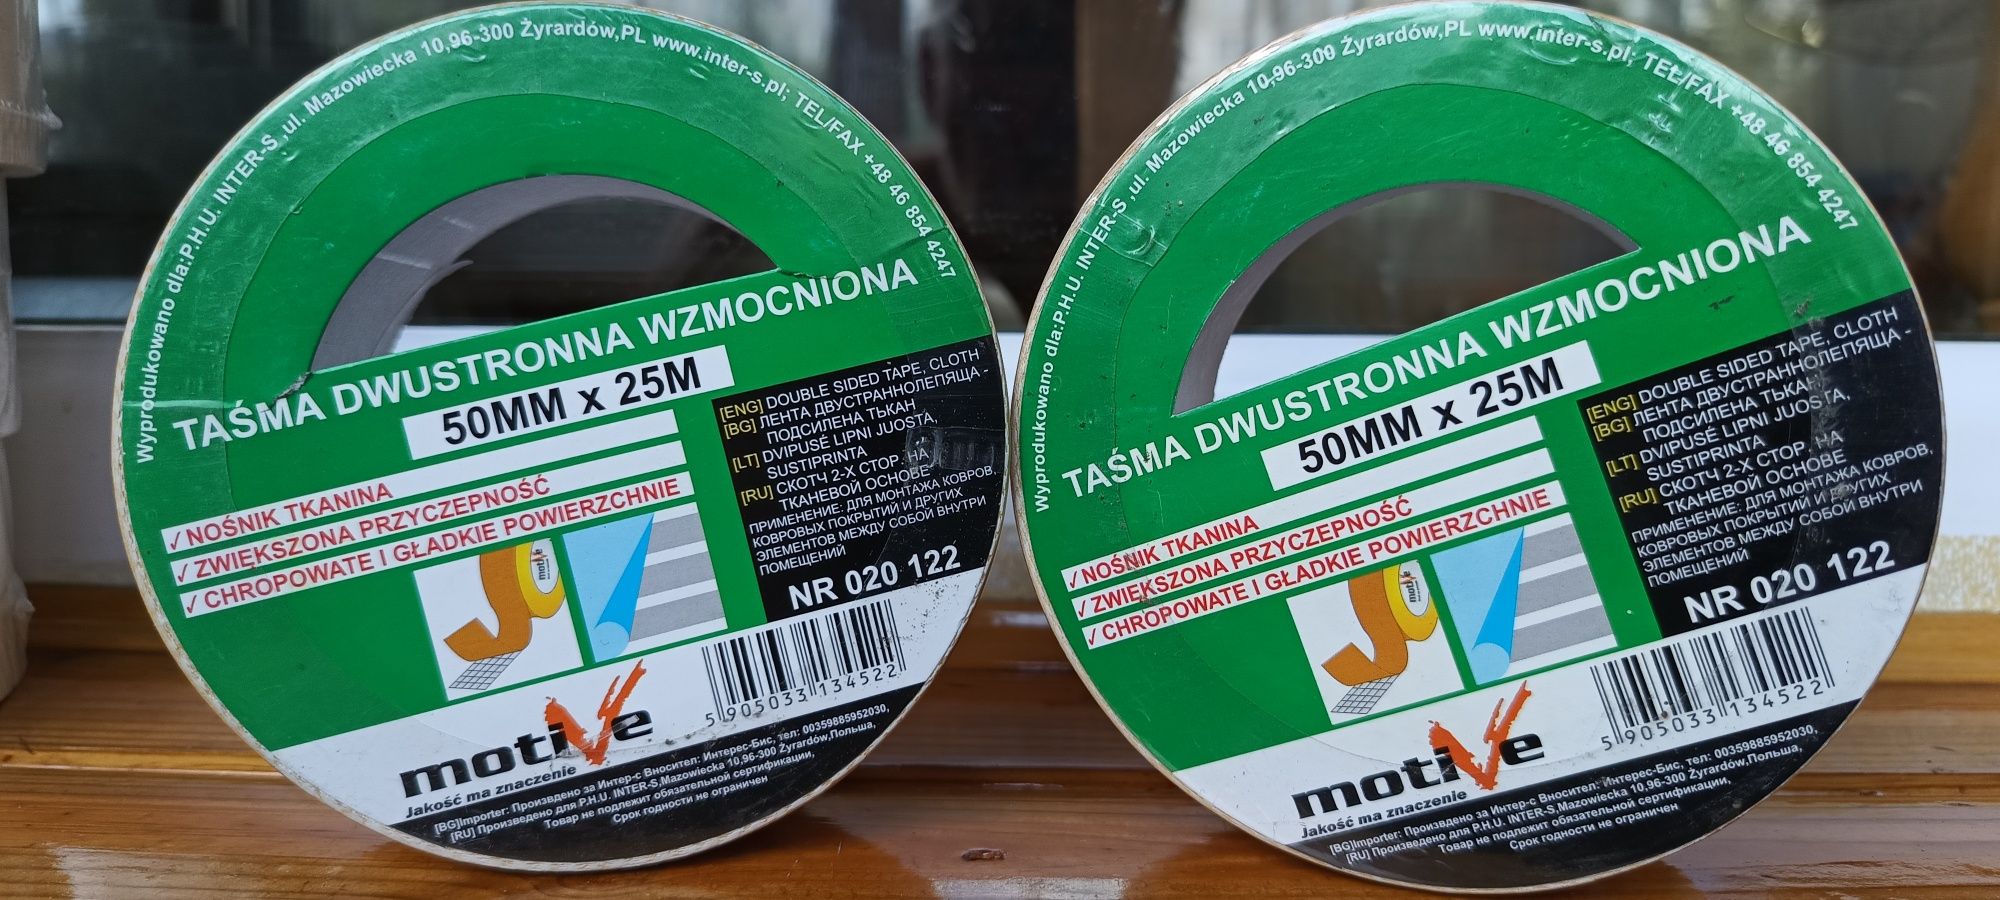 Wyprodukowano dla:P.H.U. INTER-S ,ul. Mazowiecka 10,96-300 Żyrardów,PL www.inter-s.pl; TEL/FAX +48 46 854 4247
TAŚMA DWUSTRONNA WZMOCNIONA
50MM x 25M
✓NOŚNIK TKANINA
✓ZWIĘKSZONA PRZYCZEPNOŚĆ
✓CHROPOWATE I GŁADKIE POWIERZCHNIE
[ENG] DOUBLE SIDED TAPE, CLOTH
[BG] ЛЕНТА ДВУСТРАННОЛЕПЯЩА -
ПОДСИЛЕНА ТЬКАН
[LT] DVIPUSĖ LIPNI JUOSTA,
SUSTIPRINTA
[RU] СКОТЧ 2-Х СТОР. НА
ТКАНЕВОЙ ОСНОВЕ
ПРИМЕНЕНИЕ: ДЛЯ МОНТАЖА КОВРОВ,
КОВРОВЫХ ПОКРЫТИЙ И ДРУГИХ
ЭЛЕМЕНТОВ МЕЖДУ СОБОЙ ВНУТРИ
ПОМЕЩЕНИЙ
NR 020 122
motive
motive
Jakość ma znaczenie
5 905033 134522
[BG]Importer: Произвдено за Интер-с Вносител: Интерес-Бис, тел: 00359885952030,
[RU] Произведено для P.H.U. INTER-S,Mazowiecka 10,96-300 Żyrardów,Польша,
Товар не подлежит обязательной сертификации,
Срок годности не ограничен
Wyprodukowano dla:P.H.U. INTER-S ,ul. Mazowiecka 10,96-300 Żyrardów,PL www.inter-s.pl; TEL/FAX +48 46 854 4247
TAŚMA DWUSTRONNA WZMOCNIONA
50MM x 25M
✓NOŚNIK TKANINA
✓ZWIĘKSZONA PRZYCZEPNOŚĆ
✓CHROPOWATE I GŁADKIE POWIERZCHNIE
[ENG] DOUBLE SIDED TAPE, CLOTH
[BG] ЛЕНТА ДВУСТРАННОЛЕПЯЩА -
ПОДСИЛЕНА ТЬКАН
[LT] DVIPUSĖ LIPNI JUOSTA,
SUSTIPRINTA
[RU] СКОТЧ 2-Х СТОР. НА
ТКАНЕВОЙ ОСНОВЕ
ПРИМЕНЕНИЕ: ДЛЯ МОНТАЖА КОВРОВ,
КОВРОВЫХ ПОКРЫТИЙ И ДРУГИХ
ЭЛЕМЕНТОВ МЕЖДУ СОБОЙ ВНУТРИ
ПОМЕЩЕНИЙ
NR 020 122
motive
motive
Jakość ma znaczenie
5 905033 134522
[BG]Importer: Произвдено за Интер-с Вносител: Интерес-Бис, тел: 00359885952030,
[RU] Произведено для P.H.U. INTER-S,Mazowiecka 10,96-300 Żyrardów,Польша,
Товар не подлежит обязательной сертификации,
Срок годности не ограничен